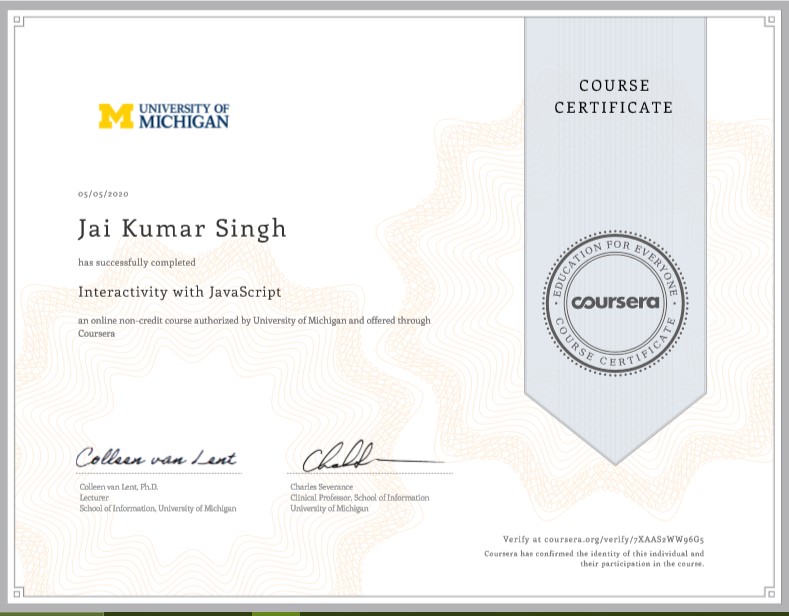 UNIVERSITY OF
MICHIGAN
COURSE
CERTIFICATE
05/05/2020
Jai Kumar Singh
has successfully completed
Interactivity with JavaScript
an online non-credit course authorized by University of Michigan and offered through
Coursera
EDUCATION FOR EVERYONE
coursera
COURSE CERTIFICATE
Colleen van Lent
Colleen van Lent, Ph.D.
Lecturer
School of Information, University of Michigan
Charles Severance
Clinical Professor, School of Information
University of Michigan
Verify at coursera.org/verify/7XAAS2WW96G5
Coursera has confirmed the identity of this individual and
their participation in the course.